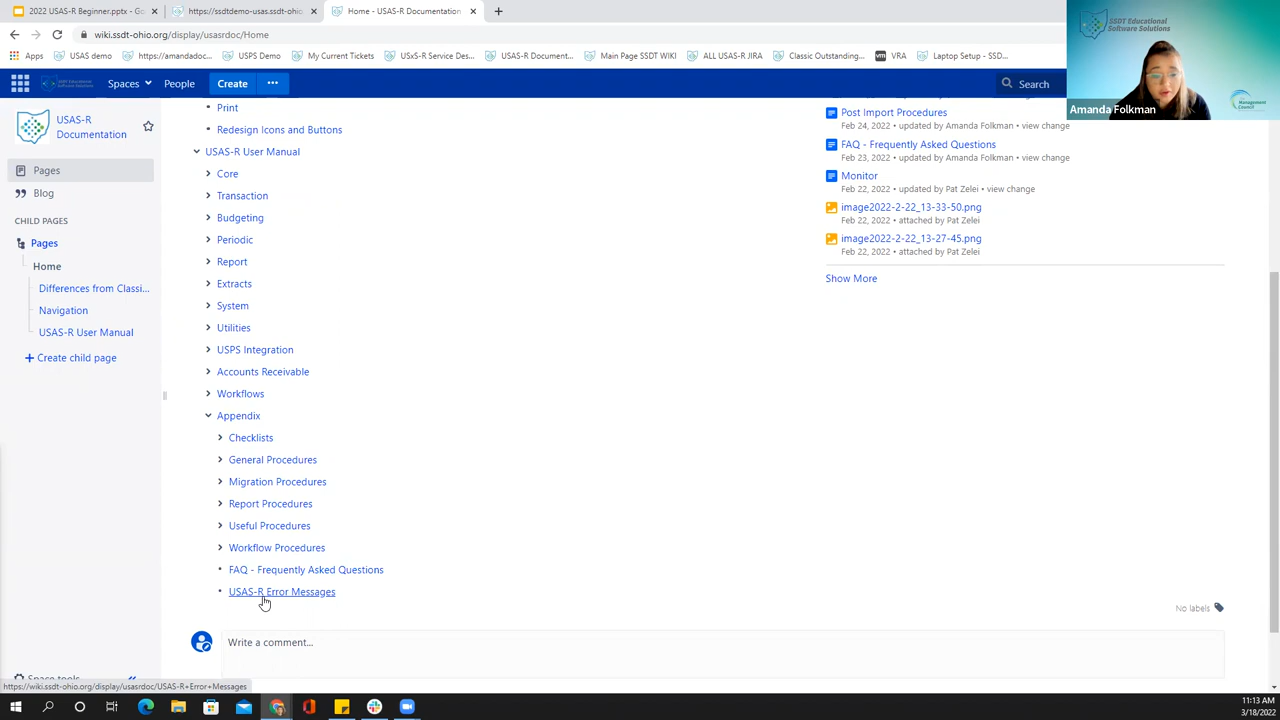 2022 USAS-R Beginner.pptx - Go
https://ssdtdemo-usas.ssdt-ohio
Home - USAS-R Documentation
wiki.ssdt-ohio.org/display/usasrdoc/Home
Apps
USAS demo
https://amandadoc...
USPS Demo
My Current Tickets
USxS-R Service Des...
USAS-R Document...
Main Page SSDT WIKI
ALL USAS-R JIRA
Classic Outstanding...
VRA
Laptop Setup - SSD...
Spaces
People
Create
Search
SSDT Educational
Software Solutions
Management
Council
Amanda Folkman
USAS-R
Documentation
Pages
Blog
CHILD PAGES
Pages
Home
Differences from Classi...
Navigation
USAS-R User Manual
Create child page
Space tools
Print
Redesign Icons and Buttons
USAS-R User Manual
Core
Transaction
Budgeting
Periodic
Report
Extracts
System
Utilities
USPS Integration
Accounts Receivable
Workflows
Appendix
Checklists
General Procedures
Migration Procedures
Report Procedures
Useful Procedures
Workflow Procedures
FAQ - Frequently Asked Questions
USAS-R Error Messages
Post Import Procedures
Feb 24, 2022 • updated by Amanda Folkman • view change
FAQ - Frequently Asked Questions
Feb 23, 2022 • updated by Amanda Folkman • view change
Monitor
Feb 22, 2022 • updated by Pat Zelei • view change
image2022-2-22_13-33-50.png
Feb 22, 2022 • attached by Pat Zelei
image2022-2-22_13-27-45.png
Feb 22, 2022 • attached by Pat Zelei
Show More
No labels
Write a comment...
https://wiki.ssdt-ohio.org/display/usasrdoc/USAS-R+Error+Messages
11:13 AM
3/18/2022